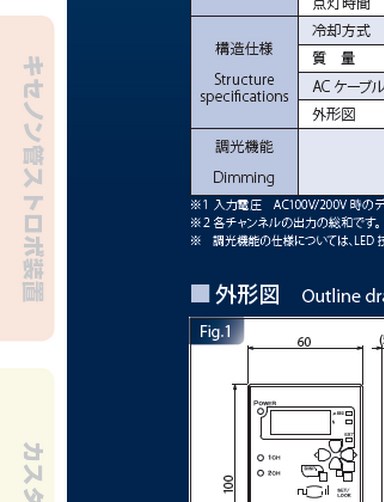 点灯時間
構造仕様
Structure
specifications
冷却方式
質 量
AC ケーブル
外形図
調光機能
Dimming
※1 入力電圧 AC100V/200V 時のデ
※2 各チャンネルの出力の総和です。
※ 調光機能の仕様については、LED 技
外形図 Outline dra
Fig.1
60
POWER
1CH
2CH
SET/
LOCK
100
キセノン管ストロボ装置
カスタ